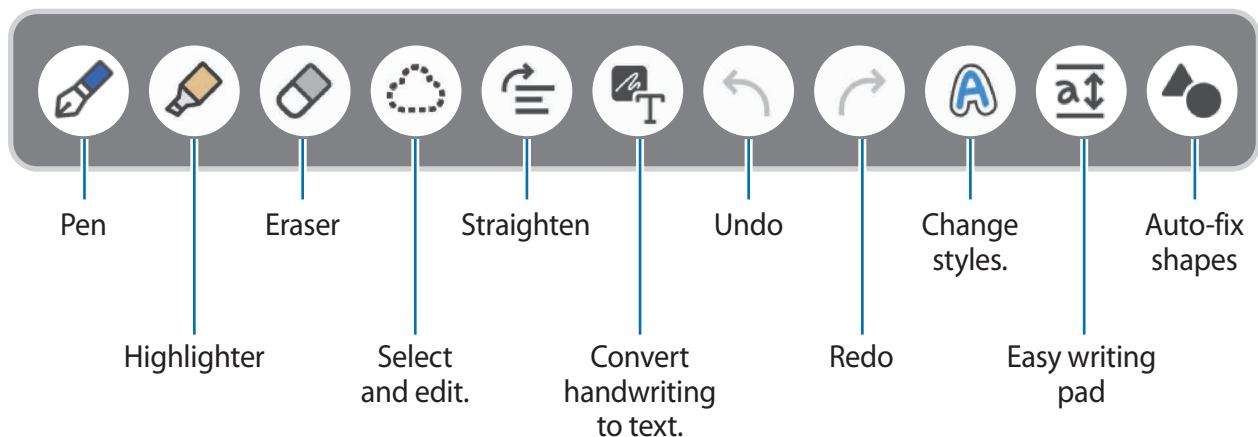 Pen
Eraser
Straighten
Undo
Change
styles.
Auto-fix
shapes
Highlighter
Select
and edit.
Convert
handwriting
to text.
Redo
Easy writing
pad